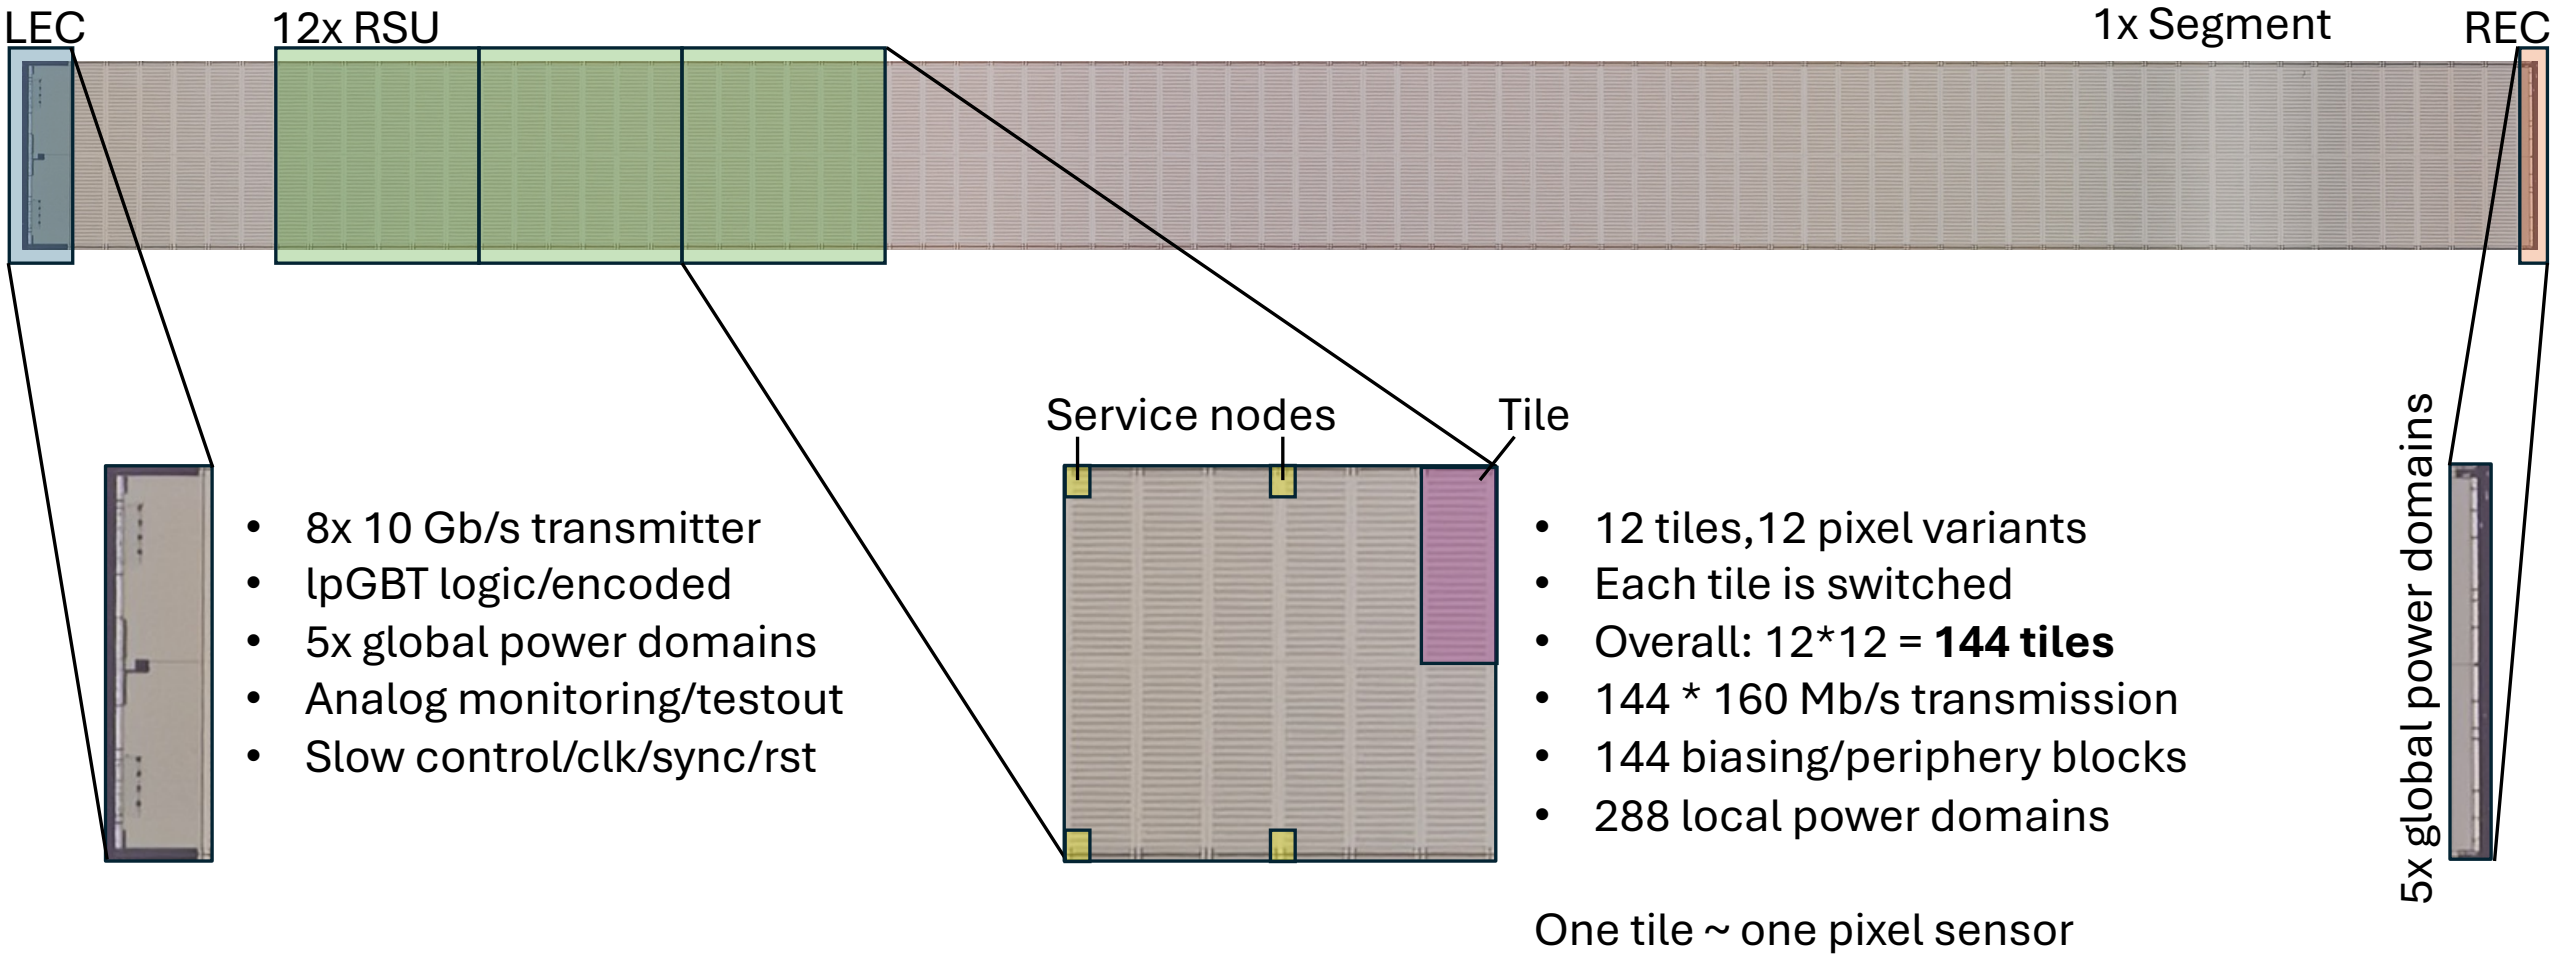 LEC
12x RSU
1x Segment
REC
Service nodes
Tile
• 8x 10 Gb/s transmitter
• lpGBT logic/encoded
• 5x global power domains
• Analog monitoring/testout
• Slow control/clk/sync/rst
• 12 tiles,12 pixel variants
• Each tile is switched
• Overall: 12*12 = 144 tiles
• 144 * 160 Mb/s transmission
• 144 biasing/periphery blocks
• 288 local power domains
One tile ~ one pixel sensor
5x global power domains